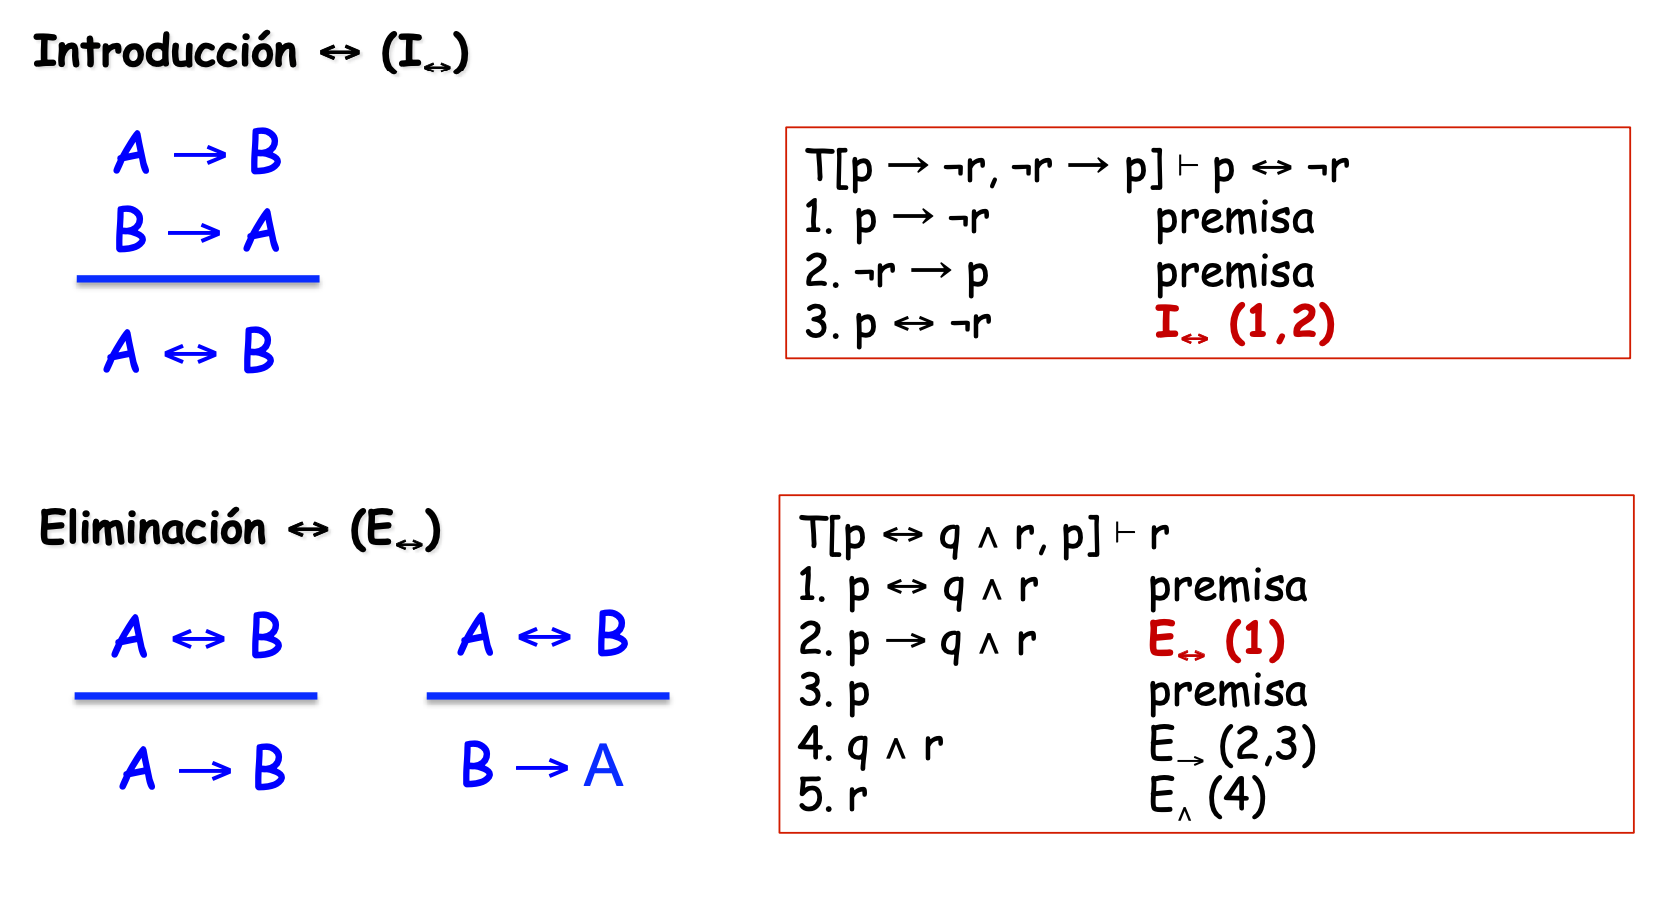 Introducción ↔ (I↔)
A → B
B → A
A ↔ B
T[p → ¬r, ¬r → p] ⊢ p ↔ ¬r
1. p → ¬r premisa
2. ¬r → p premisa
3. p ↔ ¬r I↔ (1,2)
Eliminación ↔ (E↔)
A ↔ B A ↔ B
A → B B → A
T[p ↔ q ∧ r, p] ⊢ r
1. p ↔ q ∧ r premisa
2. p → q ∧ r E↔ (1)
3. p premisa
4. q ∧ r E→ (2,3)
5. r E∧ (4)